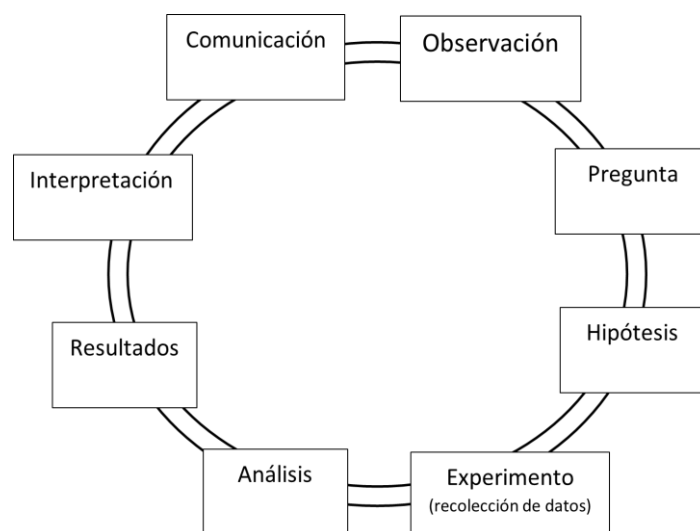 Comunicación
Observación
Interpretación
Pregunta
Resultados
Hipótesis
Análisis
Experimento
(recolección de datos)